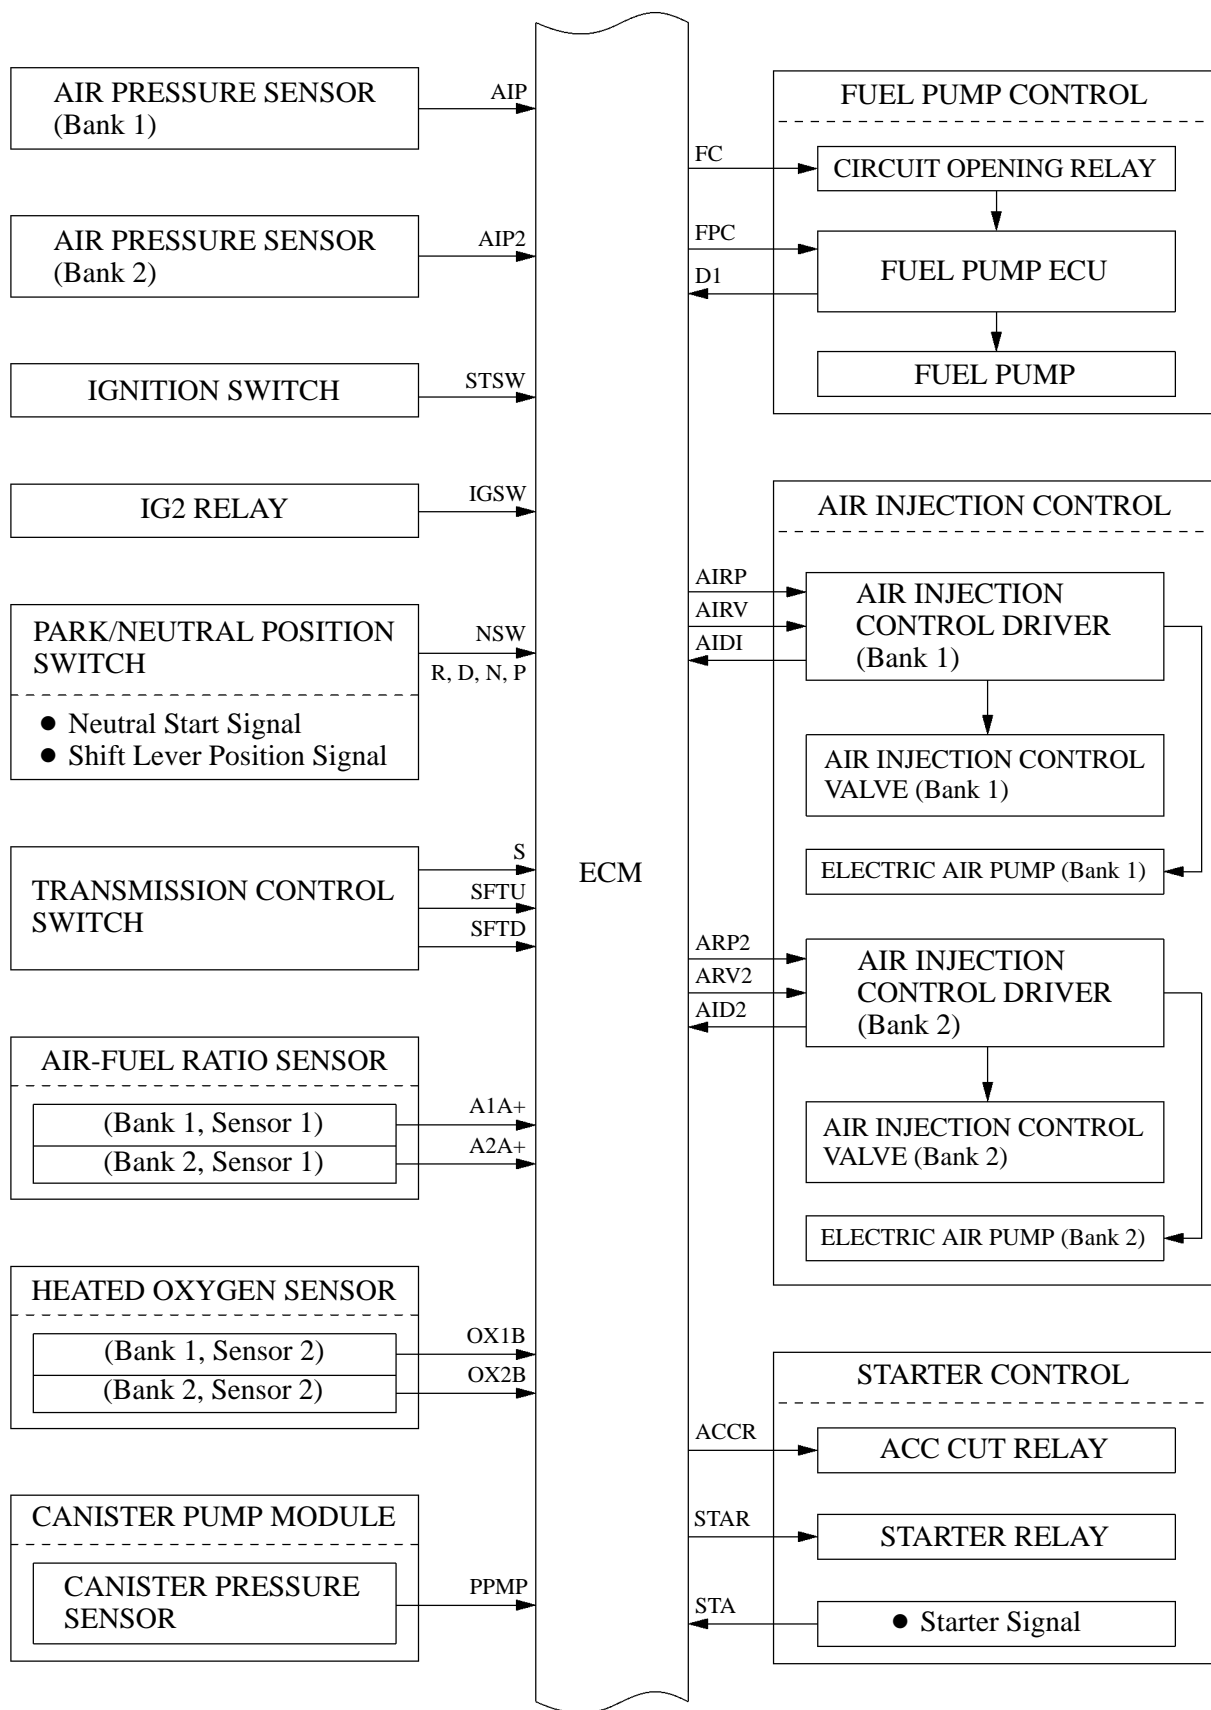 AIR PRESSURE SENSOR
(Bank 1)
AIP
AIR PRESSURE SENSOR
(Bank 2)
AIP2
IGNITION SWITCH
STSW
IG2 RELAY
IGSW
PARK/NEUTRAL POSITION
SWITCH
NSW
R, D, N, P
● Neutral Start Signal
● Shift Lever Position Signal
TRANSMISSION CONTROL
SWITCH
S
SFTU
SFTD
AIR-FUEL RATIO SENSOR
(Bank 1, Sensor 1)
A1A+
(Bank 2, Sensor 1)
A2A+
HEATED OXYGEN SENSOR
(Bank 1, Sensor 2)
OX1B
(Bank 2, Sensor 2)
OX2B
CANISTER PUMP MODULE
CANISTER PRESSURE
SENSOR
PPMP
ECM
FUEL PUMP CONTROL
FC
CIRCUIT OPENING RELAY
FPC
D1
FUEL PUMP ECU
FUEL PUMP
AIR INJECTION CONTROL
AIRP
AIRV
AIDI
AIR INJECTION
CONTROL DRIVER
(Bank 1)
AIR INJECTION CONTROL
VALVE (Bank 1)
ELECTRIC AIR PUMP (Bank 1)
ARP2
ARV2
AID2
AIR INJECTION
CONTROL DRIVER
(Bank 2)
AIR INJECTION CONTROL
VALVE (Bank 2)
ELECTRIC AIR PUMP (Bank 2)
STARTER CONTROL
ACCR
ACC CUT RELAY
STAR
STARTER RELAY
STA
● Starter Signal